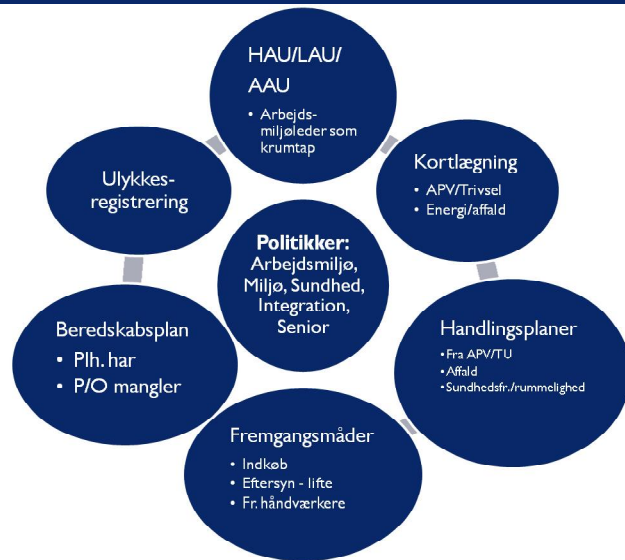 HAU/LAU/
AAU
• Arbejds-
miljøleder som
krumtap
Kortlægning
• APV/Trivsel
• Energi/affald
Handlingsplaner
•Fra APV/TU
•Affald
•Sundhedsfr./rummelighed
Fremgangsmåder
• Indkøb
• Eftersyn - lifte
• Fr. håndværkere
Beredskabsplan
• Plh. har
• P/O mangler
Ulykkes-
registrering
Politikker:
Arbejdsmiljø,
Miljø, Sundhed,
Integration,
Senior